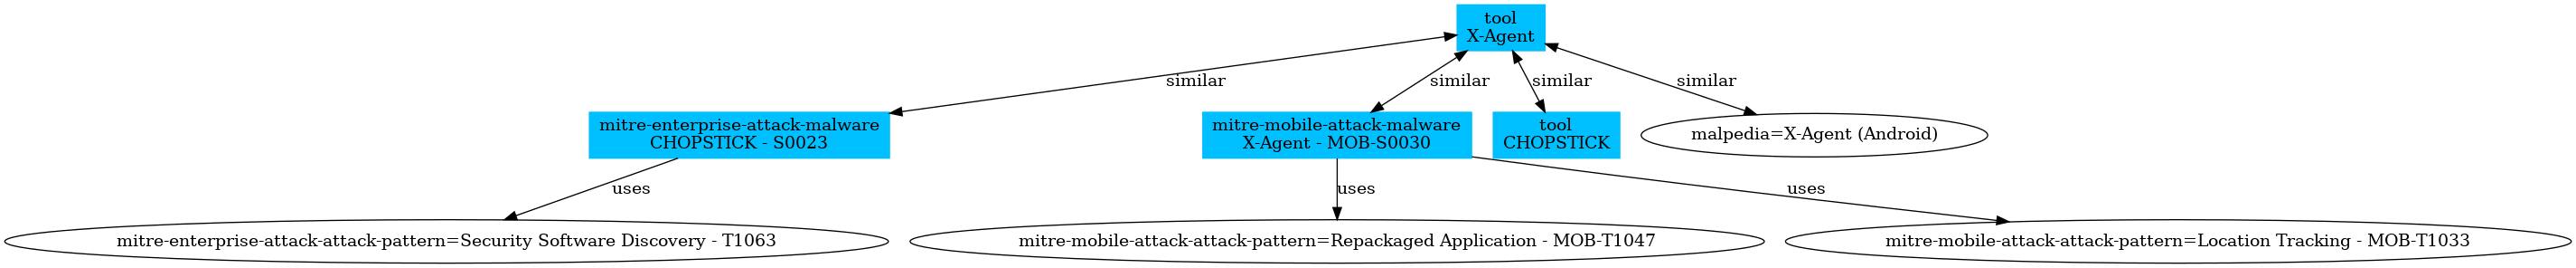 tool
X-Agent
similar
similar
similar
similar
mitre-enterprise-attack-malware
CHOPSTICK - S0023
mitre-mobile-attack-malware
X-Agent - MOB-S0030
tool
CHOPSTICK
malpedia=X-Agent (Android)
uses
uses
uses
mitre-enterprise-attack-attack-pattern=Security Software Discovery - T1063
mitre-mobile-attack-attack-pattern=Repackaged Application - MOB-T1047
mitre-mobile-attack-attack-pattern=Location Tracking - MOB-T1033